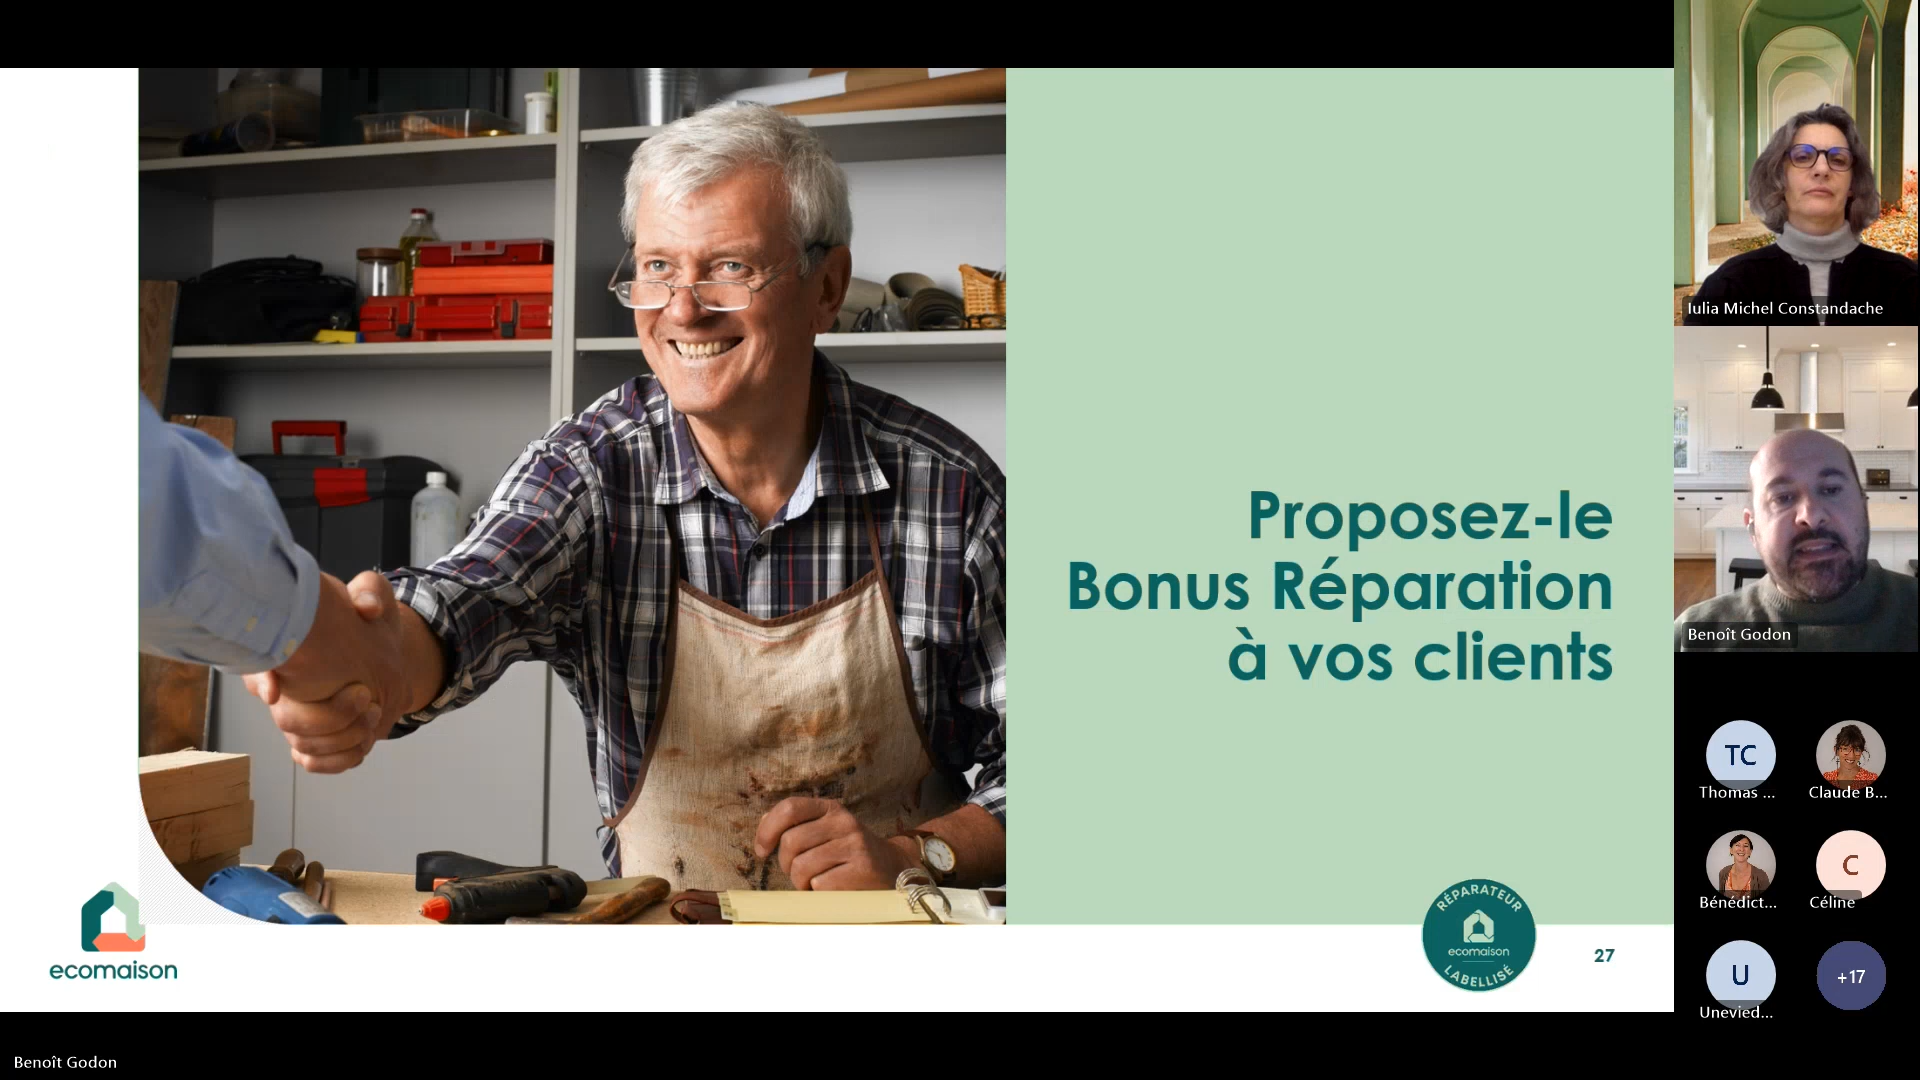 Proposez-le
Bonus Réparation
à vos clients
ecomaison
RÉPARATEUR
ecomaison
LABELLISÉ
27
Iulia Michel Constandache
Benoît Godon
TC
Thomas ...
Claude B...
Bénédict...
C
Céline
U
Unevied...
+17
Benoît Godon